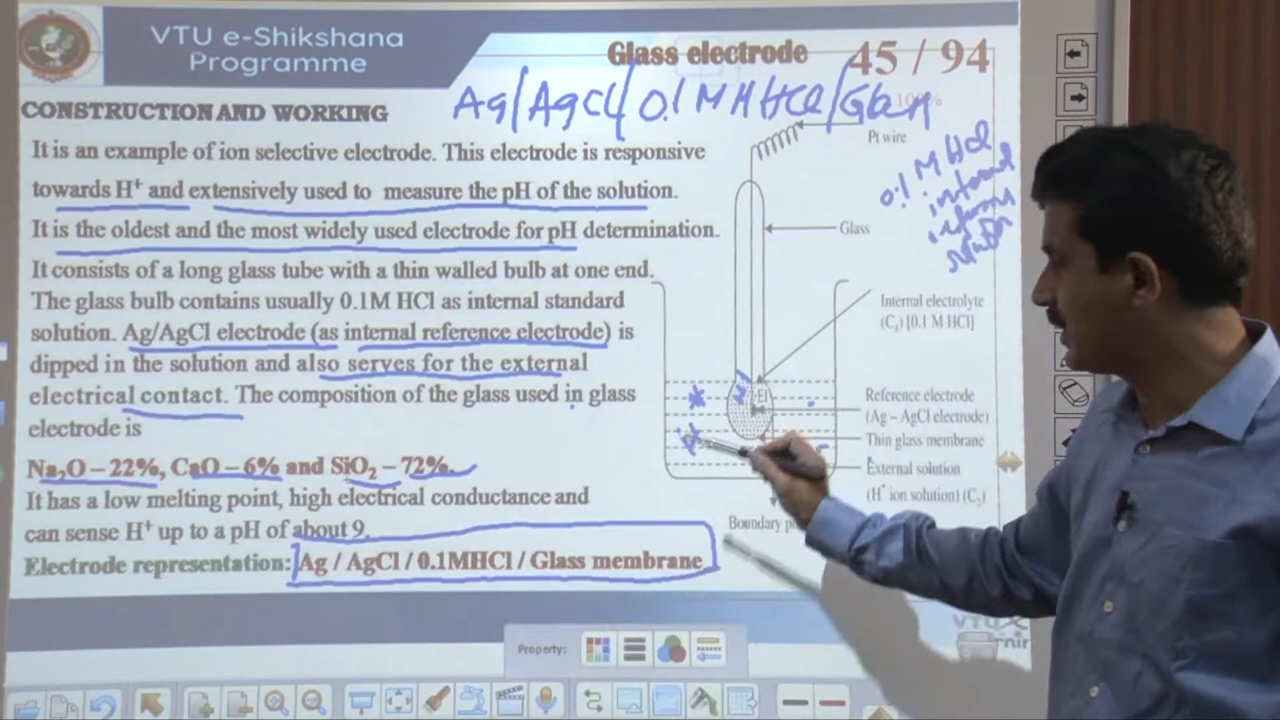 VTU e-Shikshana
Programme
Glass electrode
45 / 94
CONSTRUCTION AND WORKING
Ag/AgCl/0.1 M HCl/
100%
It is an example of ion selective electrode. This electrode is responsive
towards H⁺ and extensively used to measure the pH of the solution.
It is the oldest and the most widely used electrode for pH determination.
It consists of a long glass tube with a thin walled bulb at one end.
The glass bulb contains usually 0.1M HCl as internal standard
solution. Ag/AgCl electrode (as internal reference electrode) is
dipped in the solution and also serves for the external
electrical contact. The composition of the glass used in glass
electrode is
Na₂O – 22%, CaO – 6% and SiO₂ – 72%.
It has a low melting point, high electrical conductance and
can sense H⁺ up to a pH of about 9.
Electrode representation: Ag / AgCl / 0.1MHCl / Glass membrane
Pt wire
0.1 M HCl
internal
solution
Glass
Internal electrolyte
(C₁) [0.1 M HCl]
Reference electrode
(Ag – AgCl electrode)
Thin glass membrane
External solution
(H⁺ ion solution) (C₂)
Boundary
VTU
Property: